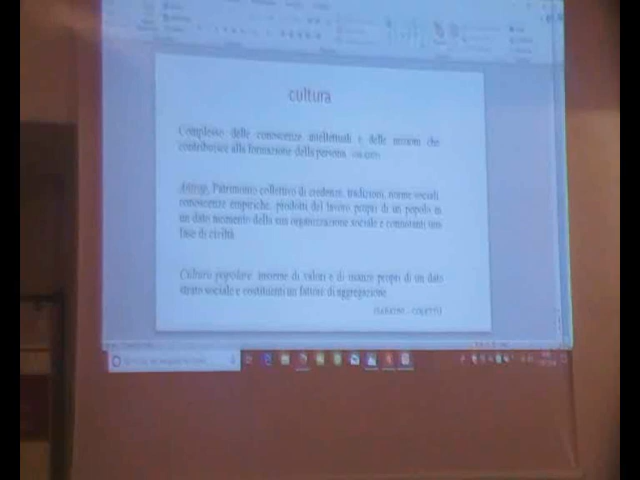 cultura
Complesso delle conoscenze intellettuali e delle nozioni che
contribuisce alla formazione della persona.
Antrop. Patrimonio collettivo di credenze, tradizioni, norme sociali
conoscenze empiriche, prodotti del lavoro propri di un popolo in
un dato momento della sua organizzazione sociale e connotanti una
fase di civiltà
Cultura popolare: insieme di valori e di usanze propri di un dato
strato sociale e costituenti un fattore di aggregazione